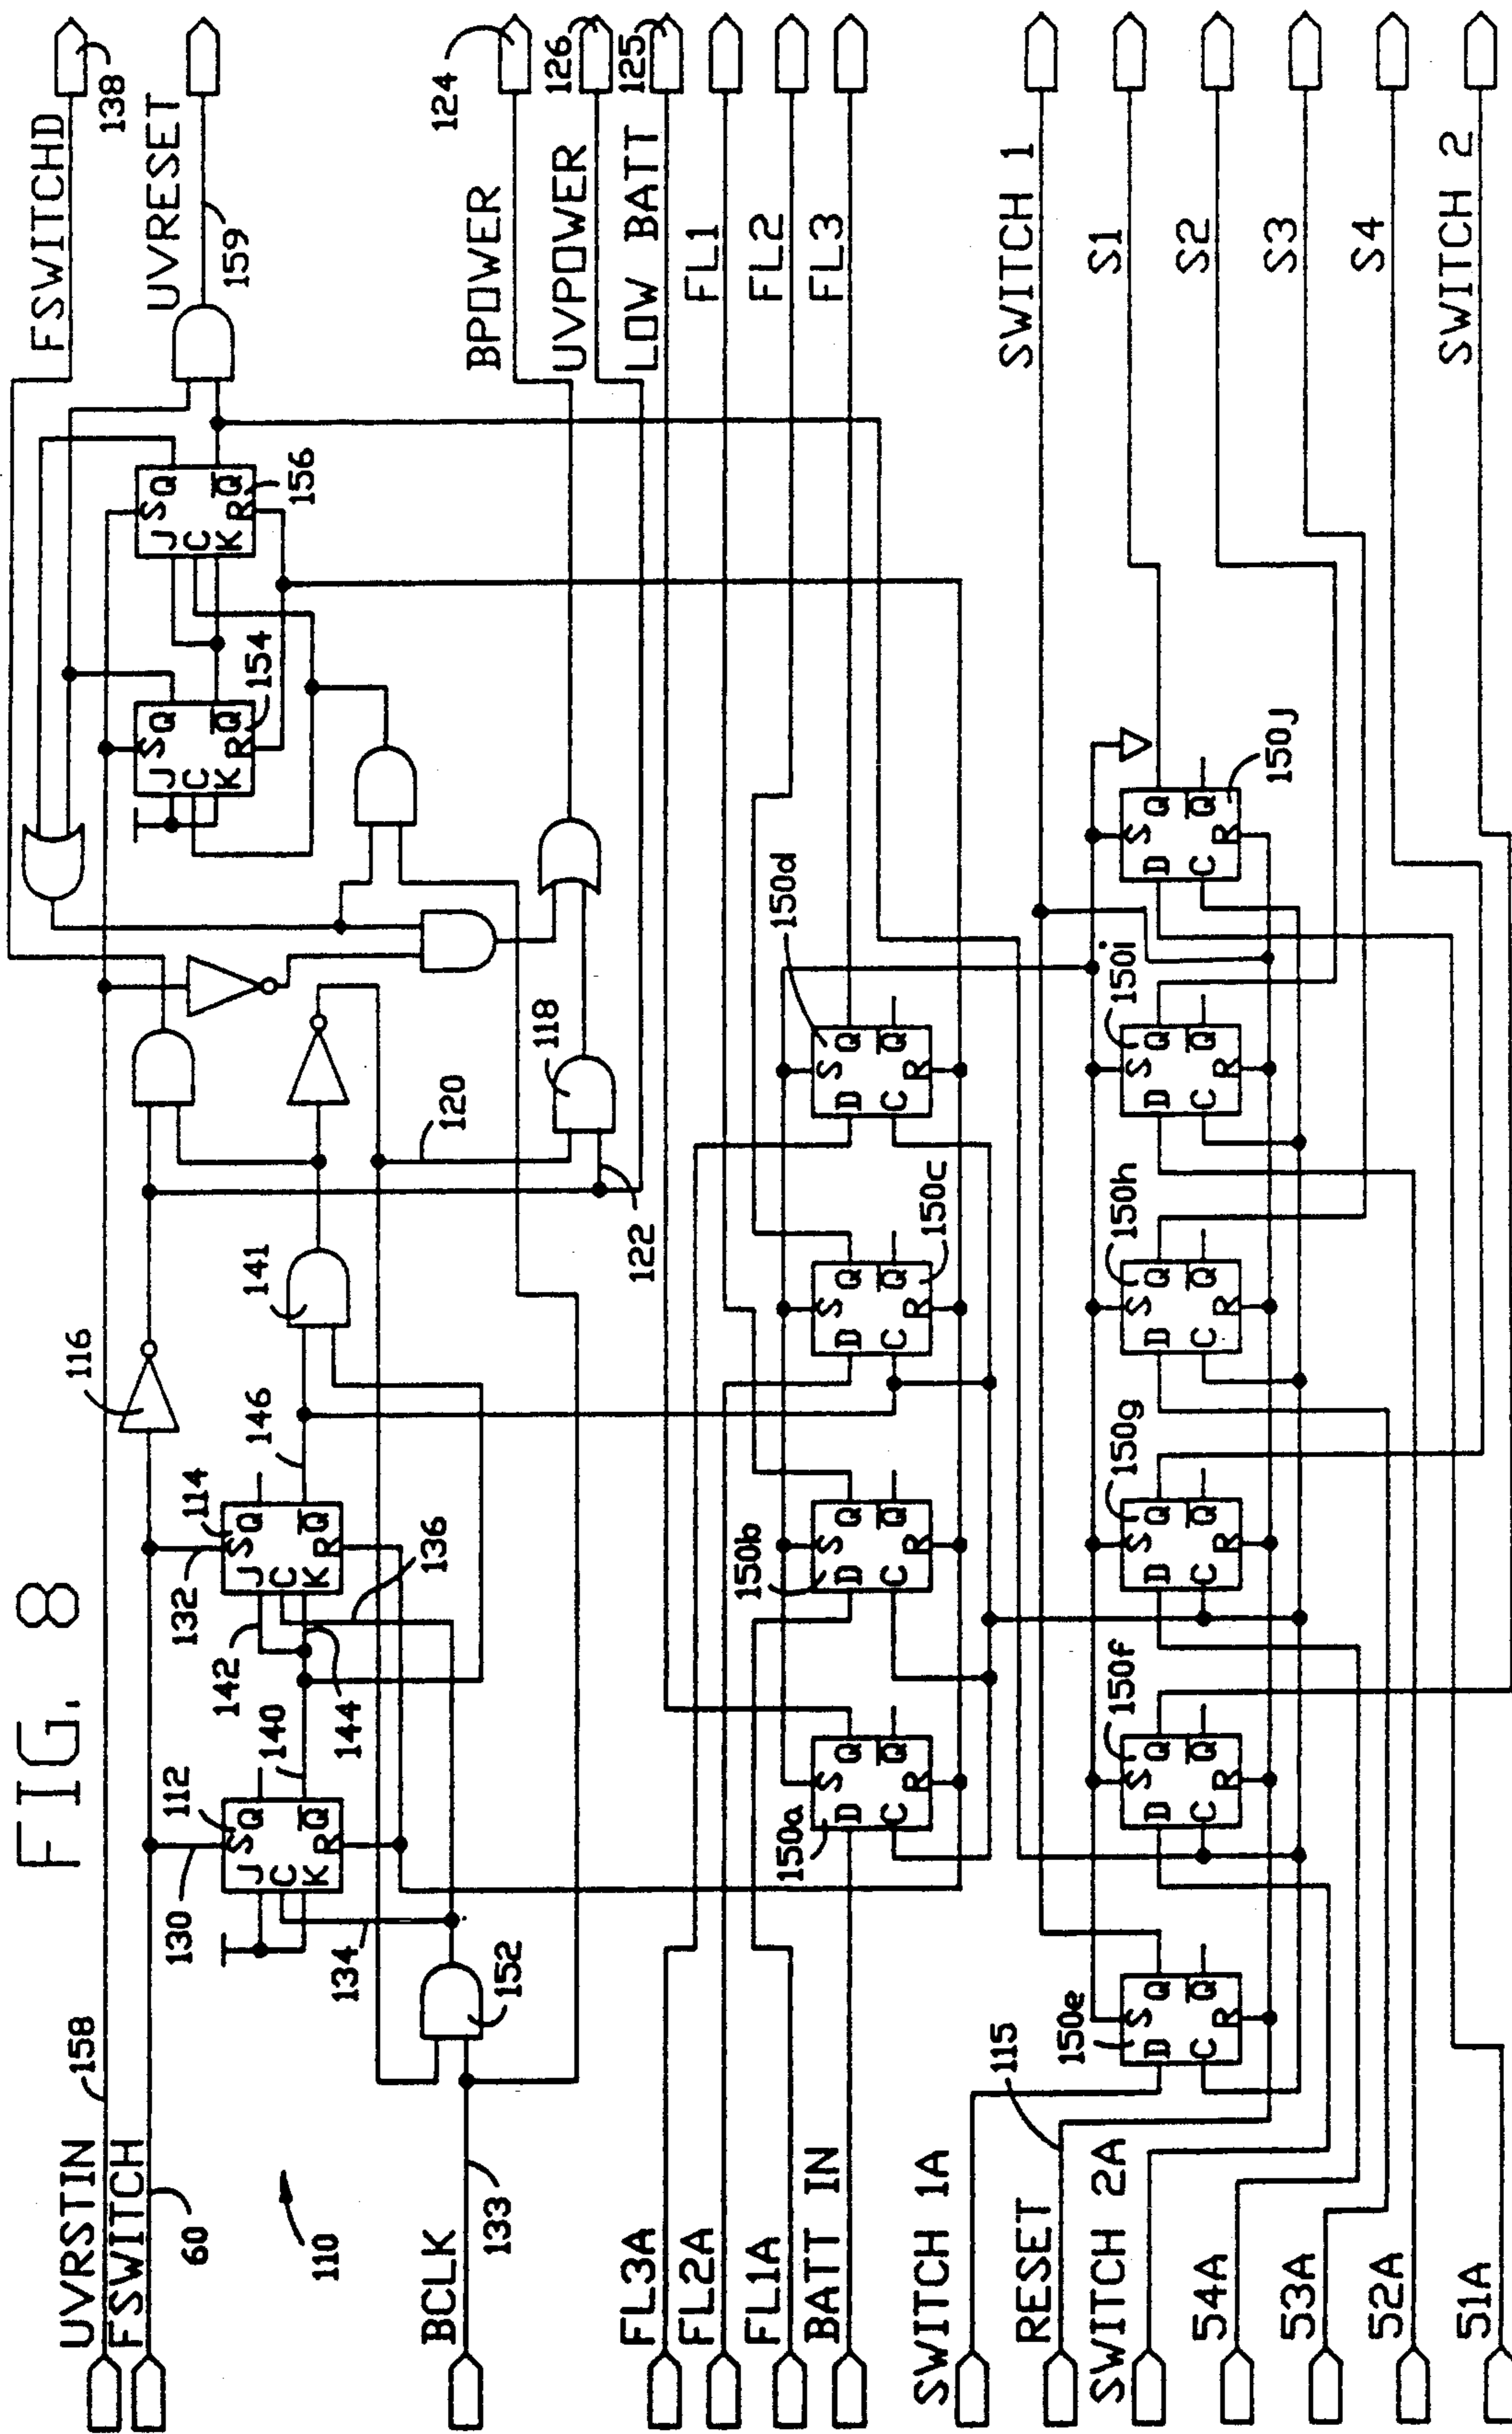 FIG. 8
UVRSTIN
158
FSWITCH
60
110
BCLK
133
FL3A
FL2A
FL1A
BATT IN
SWITCH 1A
RESET
115
SWITCH 2A
54A
53A
52A
51A
130
112
S
J
Q
C
K
Q
R
140
134
152
142
144
132
114
S
J
Q
C
K
Q
R
136
146
116
141
120
122
118
154
S
J
Q
C
K
Q
R
156
S
J
Q
C
K
Q
R
FSWITCHD
138
UVRESET
159
BPOWER
124
UVPOWER
126
LOW BATT
125
FL1
FL2
FL3
150a
S
D
Q
C
Q
R
150b
S
D
Q
C
Q
R
150c
S
D
Q
C
Q
R
150d
S
D
Q
C
Q
R
150e
S
D
Q
C
Q
R
150f
S
D
Q
C
Q
R
150g
S
D
Q
C
Q
R
150h
S
D
Q
C
Q
R
150i
S
D
Q
C
Q
R
150J
S
D
Q
C
Q
R
SWITCH 1
S1
S2
S3
S4
SWITCH 2